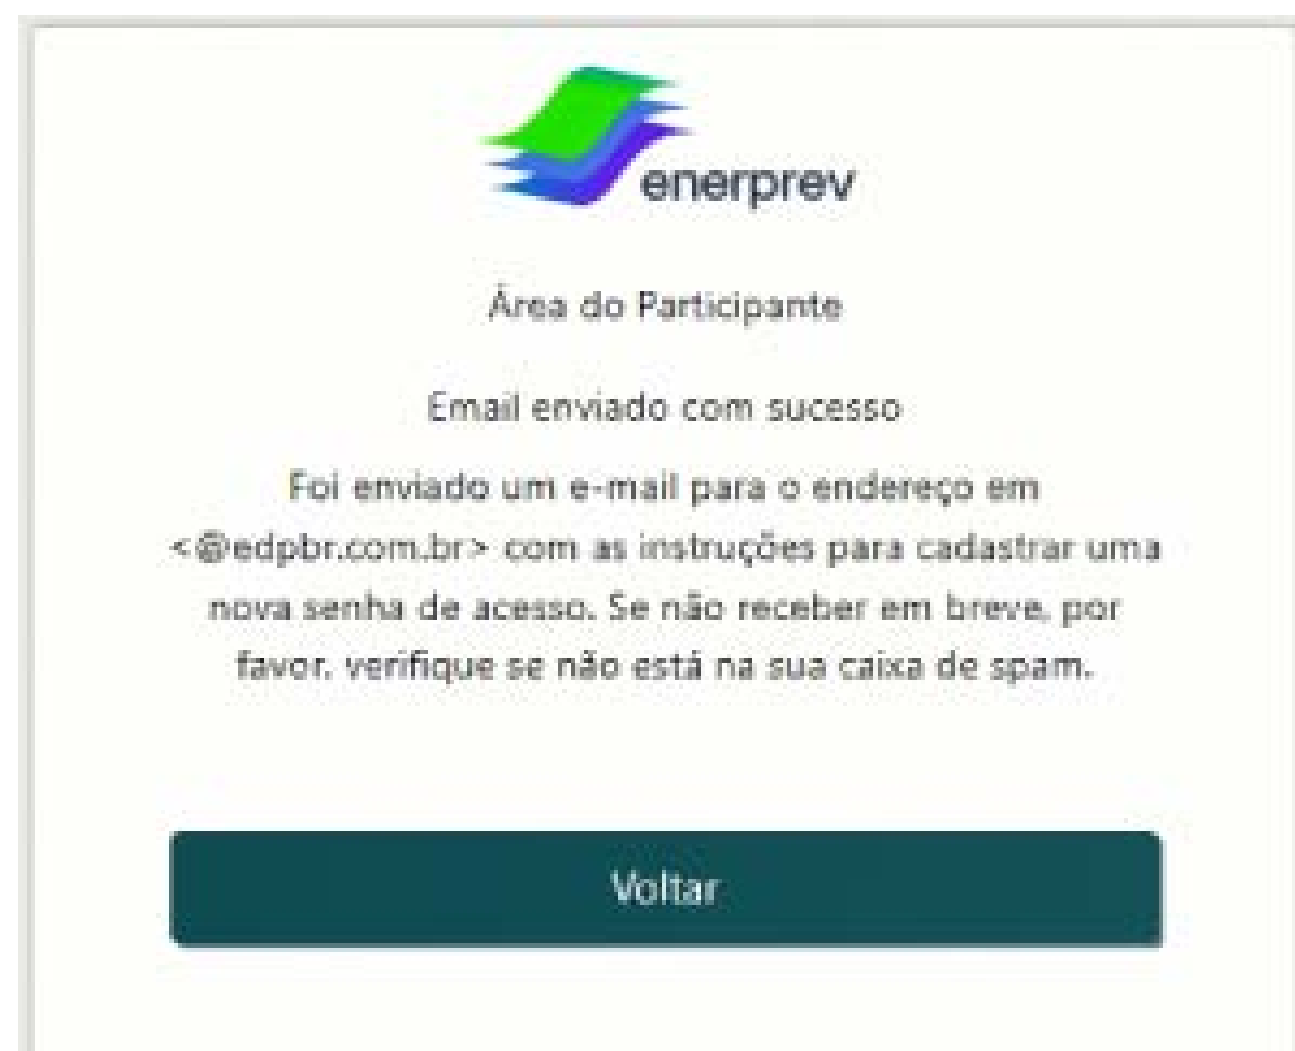 enerprev
Área do Participante
Email enviado com sucesso
Foi enviado um e-mail para o endereço em
<@edpbr.com.br> com as instruções para cadastrar uma
nova senha de acesso. Se não receber em breve, por
favor, verifique se não está na sua caixa de spam.
Voltar